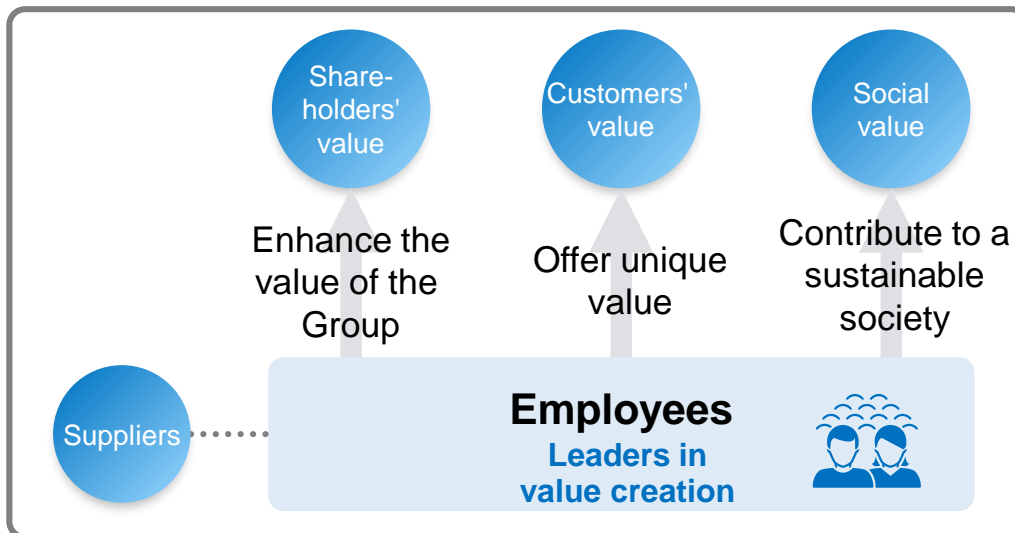 Share-
holders'
value
Customers'
value
Social
value
Enhance the
value of the
Group
Offer unique
value
Contribute to a
sustainable
society
Suppliers
Employees
Leaders in
value creation